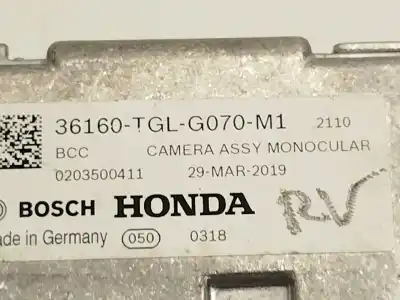 36160-TGL-G070-M1 2110
BCC CAMERA ASSY MONOCULAR
0203500411 29-MAR-2019
BOSCH HONDA RV
ade in Germany 050 0318